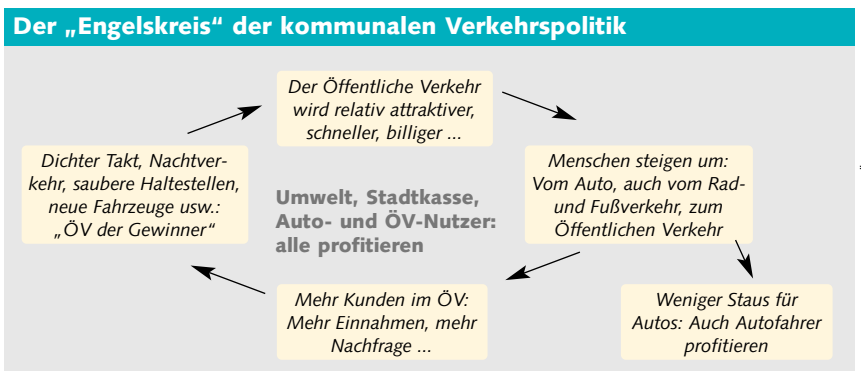 Der „Engelskreis“ der kommunalen Verkehrspolitik
Der Öffentliche Verkehr
wird relativ attraktiver,
schneller, billiger ...
Menschen steigen um:
Vom Auto, auch vom Rad-
und Fußverkehr, zum
Öffentlichen Verkehr
Weniger Staus für
Autos: Auch Autofahrer
profitieren
Mehr Kunden im ÖV:
Mehr Einnahmen, mehr
Nachfrage ...
Dichter Takt, Nachtver-
kehr, saubere Haltestellen,
neue Fahrzeuge usw.:
„ÖV der Gewinner“
Umwelt, Stadtkasse,
Auto- und ÖV-Nutzer:
alle profitieren